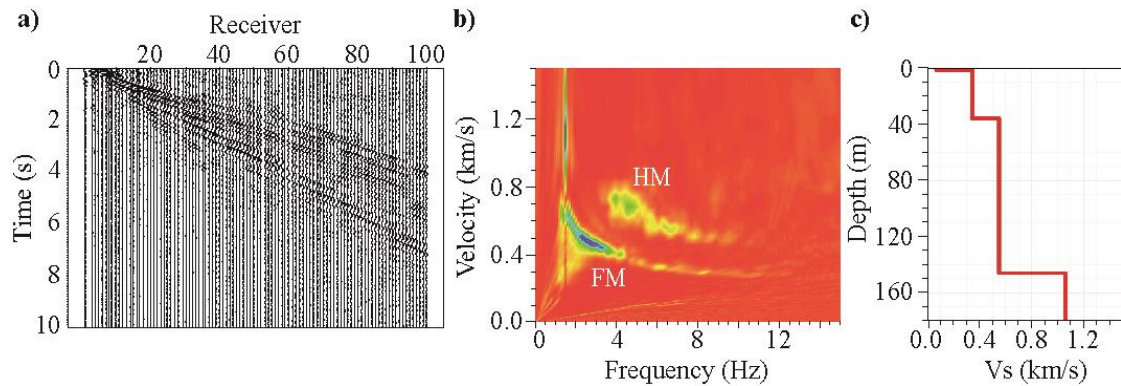 a)
Receiver
20 40 60 80 100
0
2
4
6
8
10
Time (s)
b)
1.2
0.8
0.4
0.0
Velocity (km/s)
HM
FM
0 4 8 12
Frequency (Hz)
c)
0
40
80
120
160
Depth (m)
0.0 0.4 0.8 1.2
Vs (km/s)